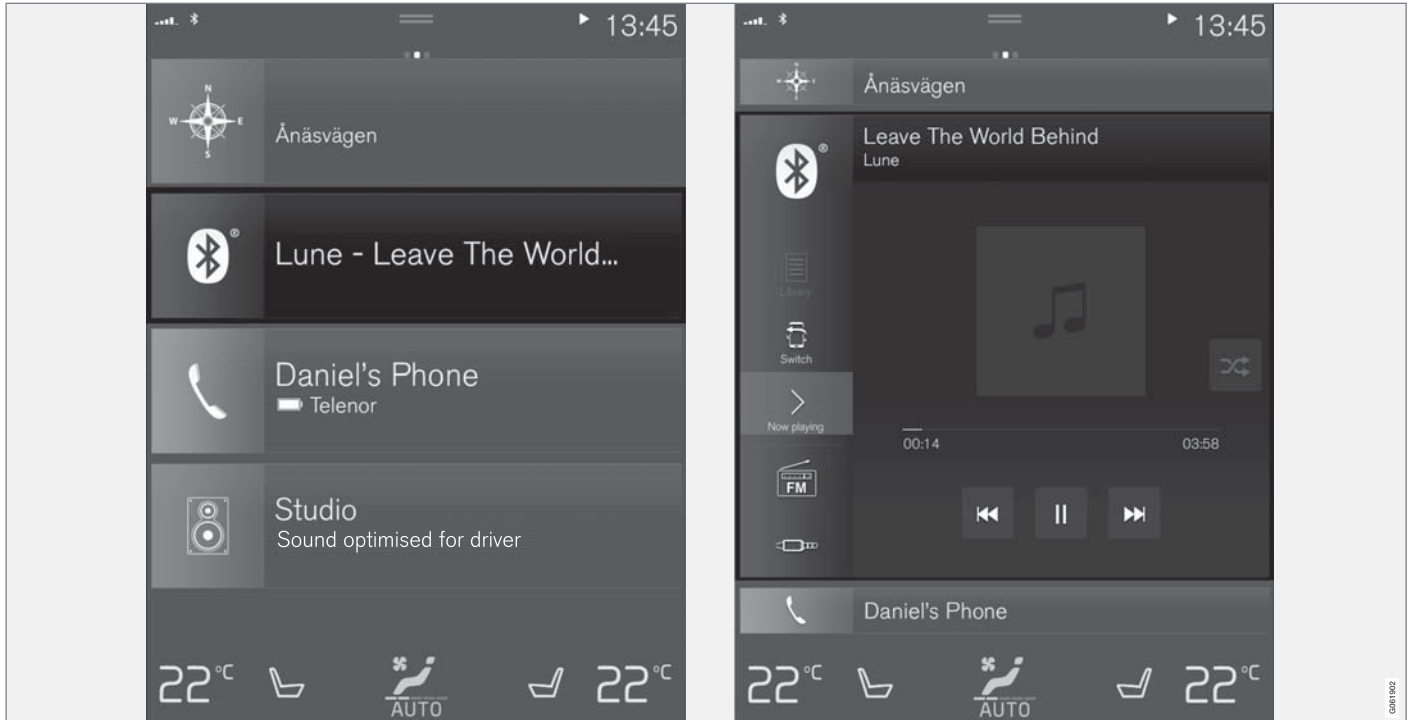 13:45
N
W E
S
Ånäsvägen
®
Lune - Leave The World...
Daniel's Phone
Telenor
Studio
Sound optimised for driver
22°C
AUTO
22°C
13:45
N
Ånäsvägen
®
Leave The World Behind
Lune
Library
Switch
Now playing
00:14
03:58
FM
Daniel's Phone
22°C
AUTO
22°C
G061902